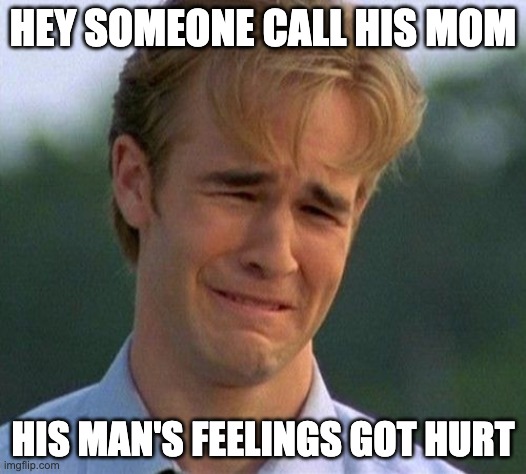 HEY SOMEONE CALL HIS MOM
HIS MAN'S FEELINGS GOT HURT
imgflip.com